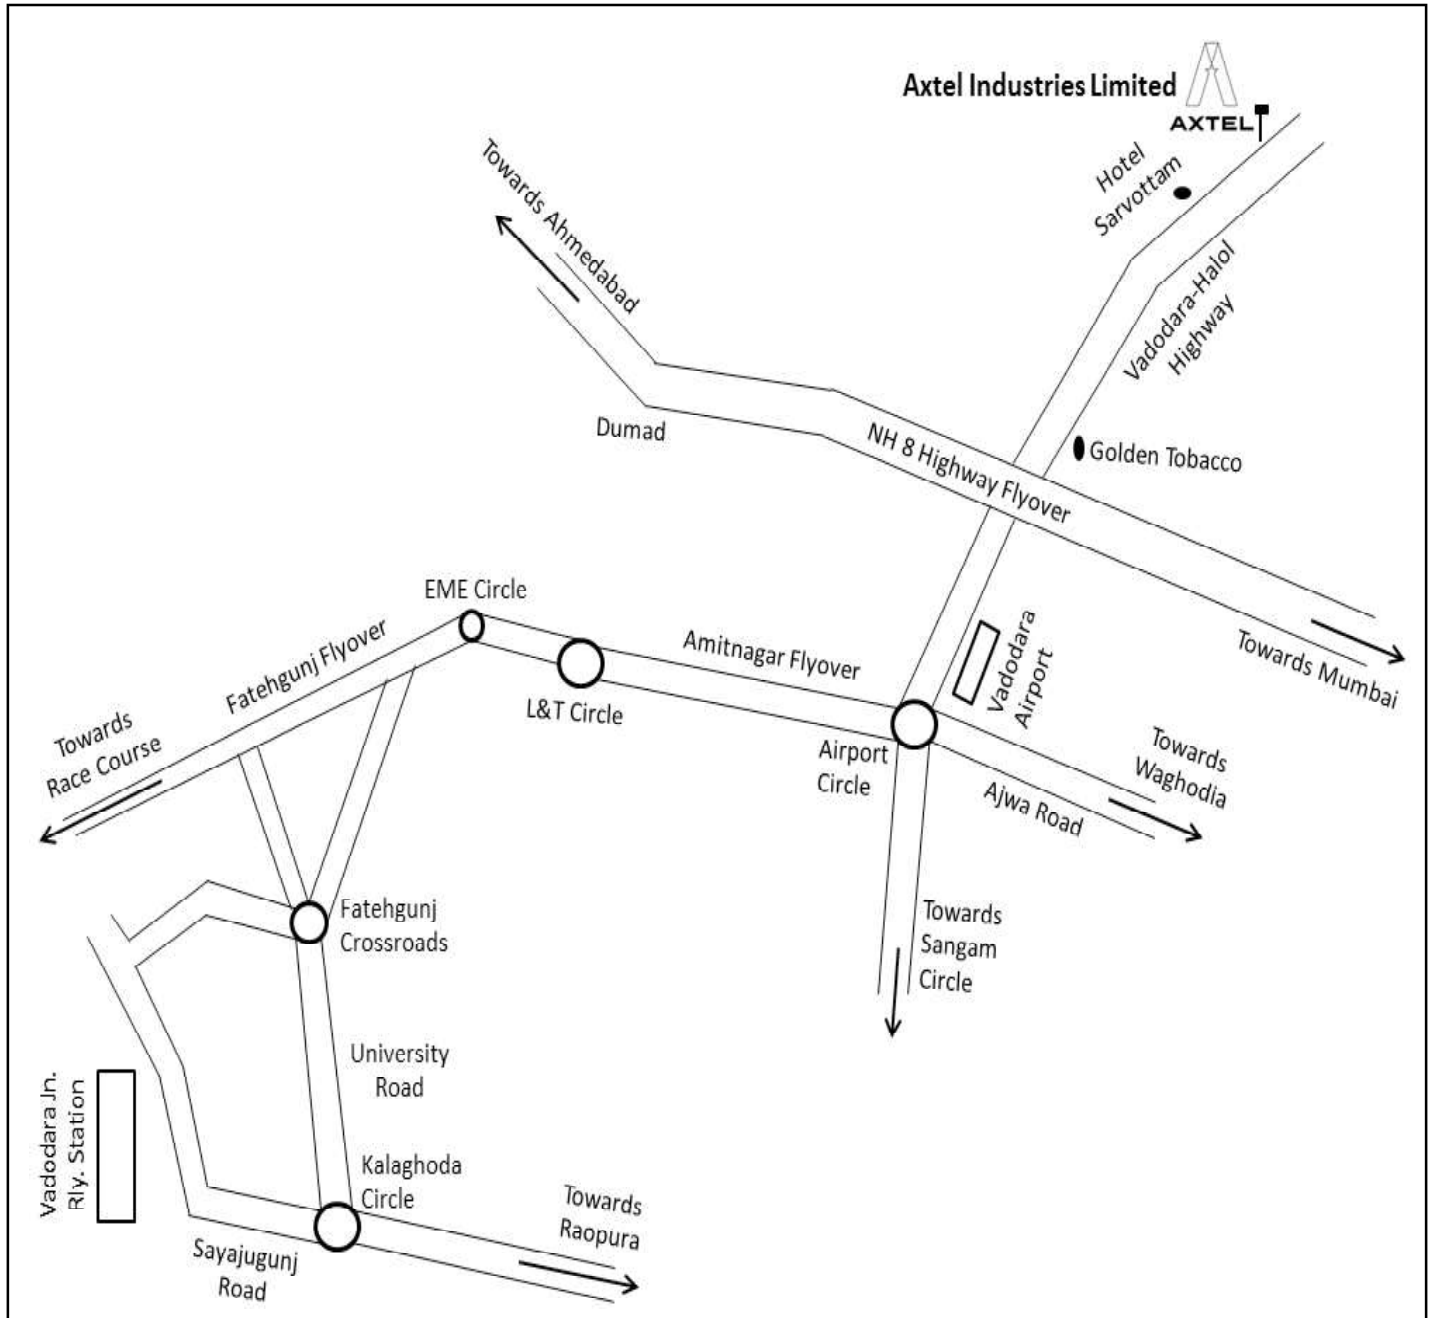 Axtel Industries Limited
AXTEL
Hotel
Sarvottam
Towards Ahmedabad
Vadodara-Halol
Highway
Dumad
NH 8 Highway Flyover
Golden Tobacco
EME Circle
Fatehgunj Flyover
Amitnagar Flyover
L&T Circle
Vadodara
Airport
Towards Mumbai
Towards
Race Course
Airport
Circle
Towards
Waghodia
Ajwa Road
Fatehgunj
Crossroads
Towards
Sangam
Circle
University
Road
Vadodara Jn.
Rly. Station
Kalaghoda
Circle
Towards
Raopura
Sayajugunj
Road